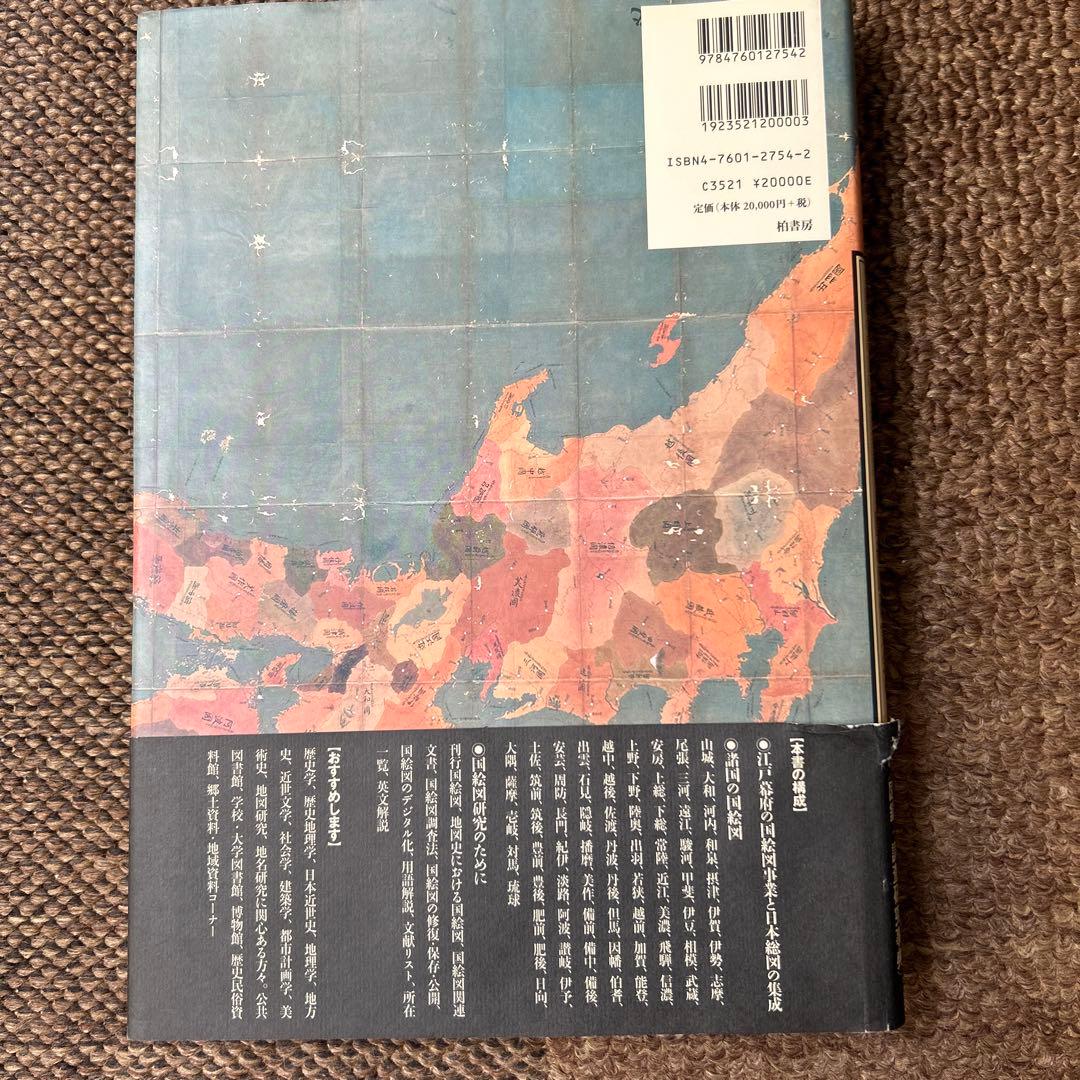 9784760127542
1923521200003
ISBN4-7601-2754-2
C3521 ¥20000E
定価(本体 20,000円+税)
柏書房
【本書の構成】
●江戸幕府の国絵図事業と日本総図の集成
●諸国の国絵図
山城、大和、河内、和泉、摂津、伊賀、伊勢、志摩、
尾張、三河、遠江、駿河、甲斐、伊豆、相模、武蔵、
安房、上総、下総、常陸、近江、美濃、飛騨、信濃、
上野、下野、陸奥、出羽、若狭、越前、加賀、能登、
越中、越後、佐渡、丹波、丹後、但馬、因幡、伯耆、
出雲、石見、隠岐、播磨、美作、備前、備中、備後、
安芸、周防、長門、紀伊、淡路、阿波、讃岐、伊予、
土佐、筑前、筑後、豊前、豊後、肥前、肥後、日向、
大隅、薩摩、壱岐、対馬、琉球
●国絵図研究のために
刊行国絵図、地図史における国絵図、国絵図関連
文書、国絵図調査法、国絵図の修復・保存・公開、
国絵図のデジタル化、用語解説、文献リスト、所在
一覧、英文解説
【おすすめします】
歴史学、歴史地理学、日本近世史、地理学、地方
史、近世文学、社会学、建築学、都市計画学、美
術史、地図研究、地名研究に関心ある方々。公共
図書館、学校・大学図書館、博物館、歴史民俗資
料館、郷土資料・地域資料コーナー